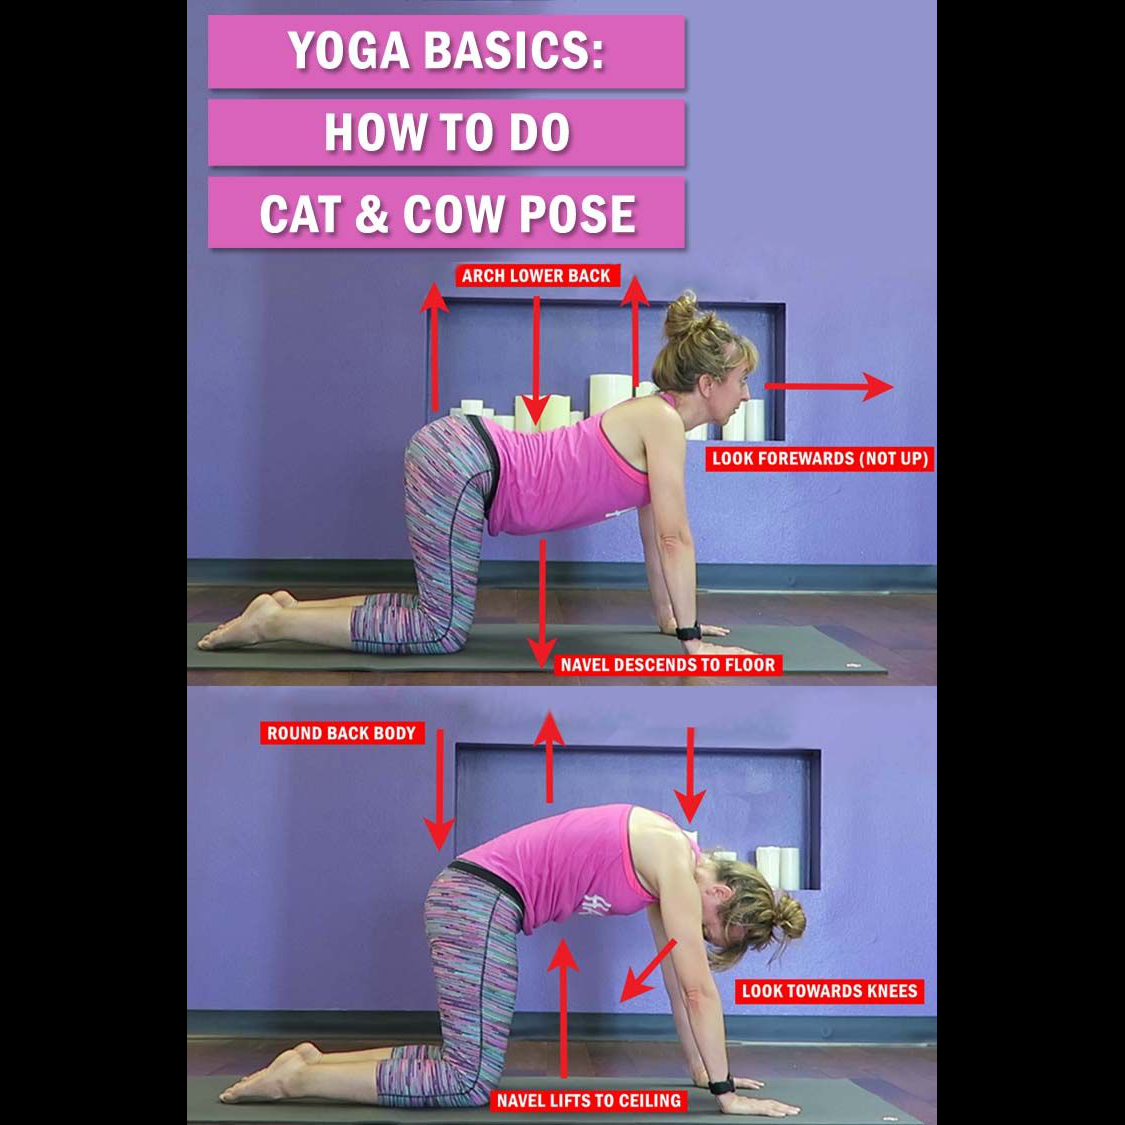 YOGA BASICS:
HOW TO DO
CAT & COW POSE
ARCH LOWER BACK
LOOK FOREWARDS (NOT UP)
NAVEL DESCENDS TO FLOOR
ROUND BACK BODY
LOOK TOWARDS KNEES
NAVEL LIFTS TO CEILING